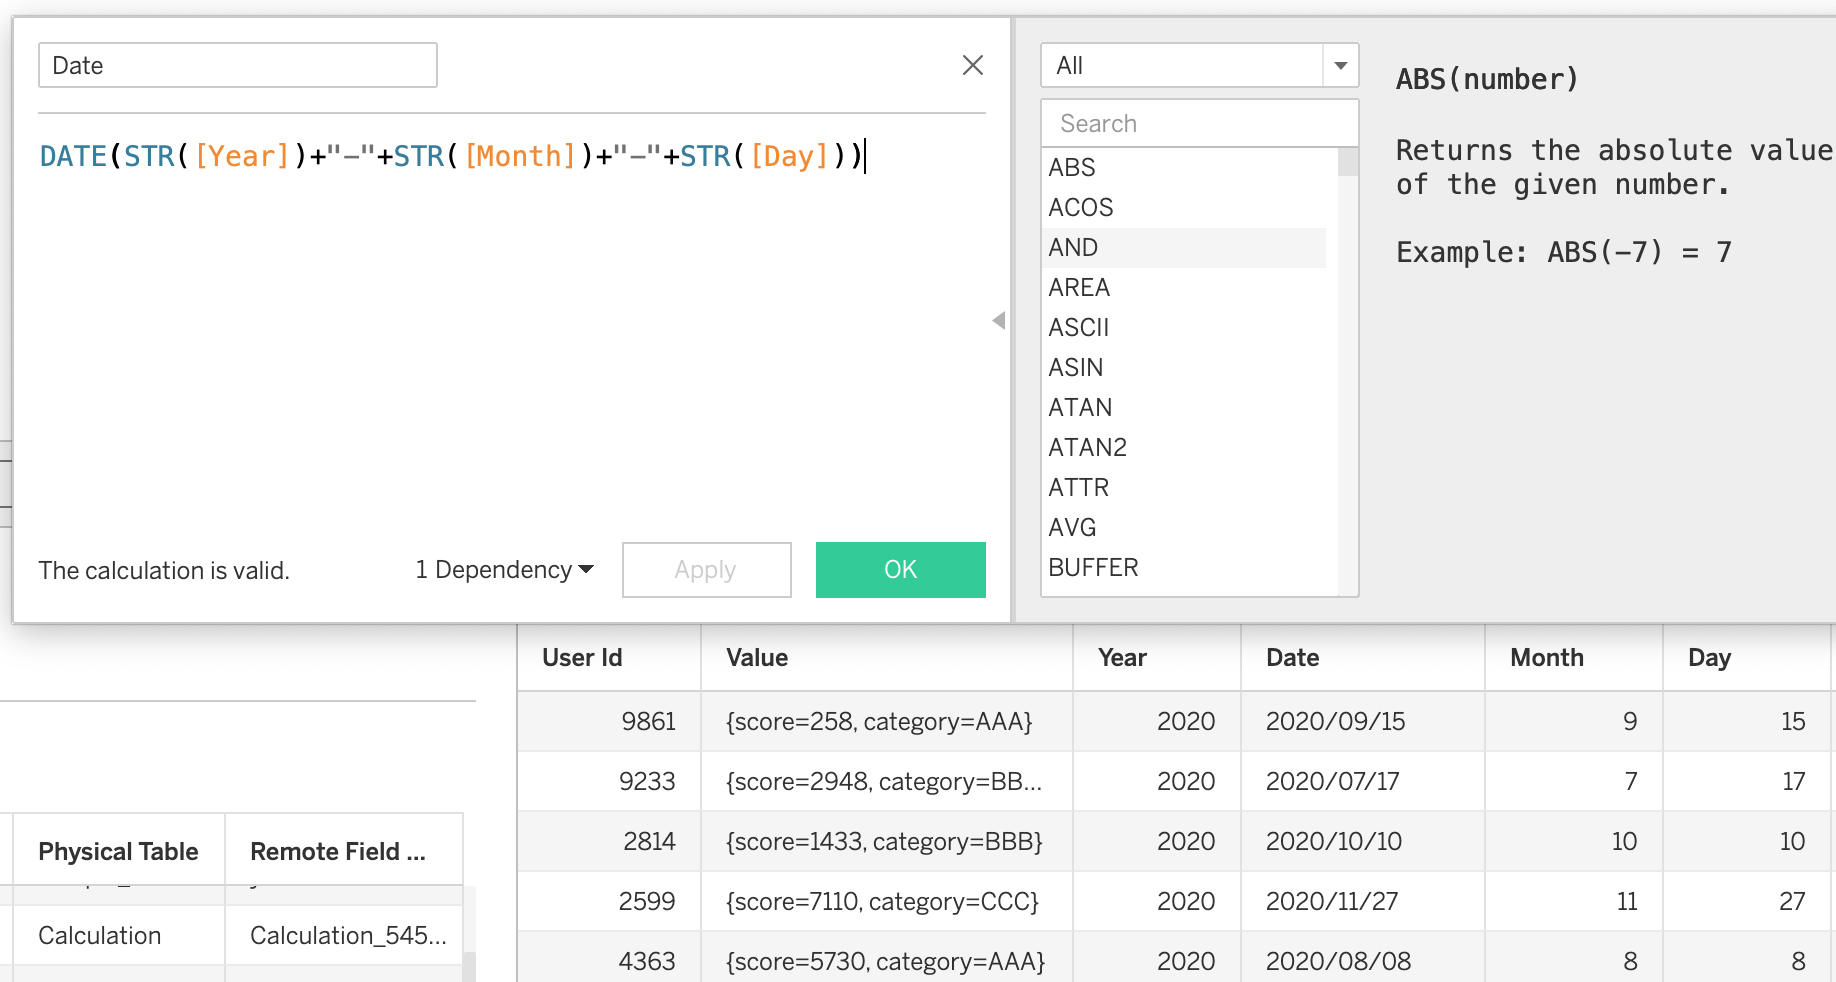 Date
DATE(STR([Year])+"-"+STR([Month])+"-"+STR([Day]))
The calculation is valid.
1 Dependency
Apply
OK
All
Search
ABS
ACOS
AND
AREA
ASCII
ASIN
ATAN
ATAN2
ATTR
AVG
BUFFER
ABS(number)
Returns the absolute value
of the given number.
Example: ABS(-7) = 7
Physical Table Remote Field ...
Calculation Calculation_545...
User Id Value Year Date Month Day
9861 {score=258, category=AAA} 2020 2020/09/15 9 15
9233 {score=2948, category=BB... 2020 2020/07/17 7 17
2814 {score=1433, category=BBB} 2020 2020/10/10 10 10
2599 {score=7110, category=CCC} 2020 2020/11/27 11 27
4363 {score=5730, category=AAA} 2020 2020/08/08 8 8